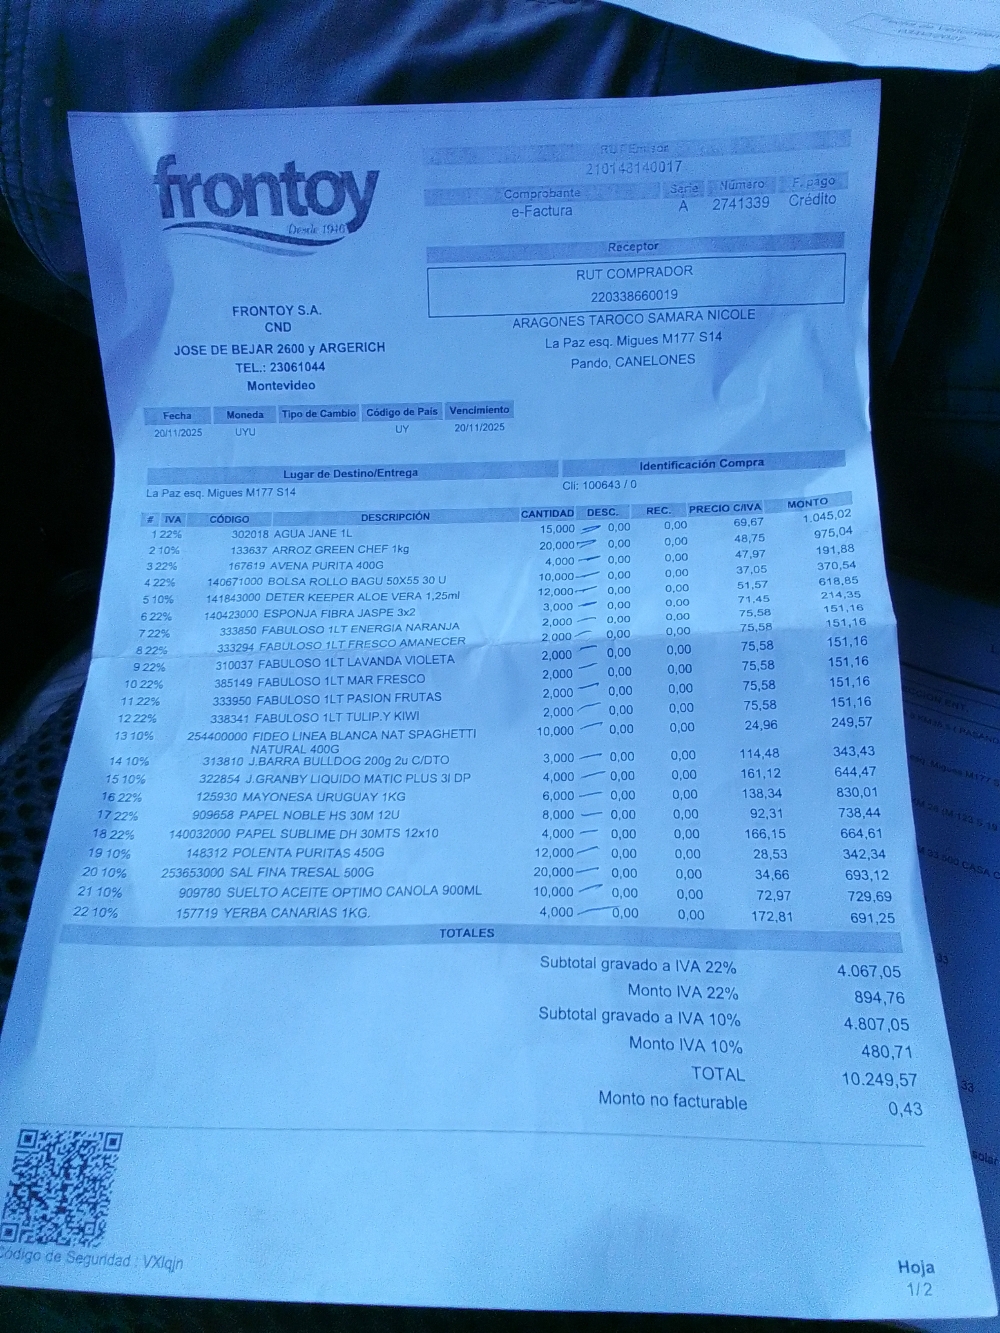 frontoy
Desde 1946
RUT Emisor
210143140017
Comprobante Serie Número F. pago
e-Factura A 2741339 Crédito
Receptor
RUT COMPRADOR
220338660019
ARAGONES TAROCO SAMARA NICOLE
La Paz esq. Migues M177 S14
Pando, CANELONES
FRONTOY S.A.
CND
JOSE DE BEJAR 2600 y ARGERICH
TEL.: 23061044
Montevideo
Fecha Moneda Tipo de Cambio Código de País Vencimiento
20/11/2025 UYU UY 20/11/2025
Lugar de Destino/Entrega Identificación Compra
La Paz esq. Migues M177 S14 Cli: 100643 / 0
# IVA CÓDIGO DESCRIPCIÓN CANTIDAD DESC. REC. PRECIO C/IVA MONTO
1 22% 302018 AGUA JANE 1L 15,000 0,00 0,00 69,67 1.045,02
2 10% 133637 ARROZ GREEN CHEF 1kg 20,000 0,00 0,00 48,75 975,04
3 22% 167619 AVENA PURITA 400G 4,000 0,00 0,00 47,97 191,88
4 22% 140671000 BOLSA ROLLO BAGU 50X55 30 U 10,000 0,00 0,00 37,05 370,54
5 10% 141843000 DETER KEEPER ALOE VERA 1,25ml 12,000 0,00 0,00 51,57 618,85
6 22% 140423000 ESPONJA FIBRA JASPE 3x2 3,000 0,00 0,00 71,45 214,35
7 22% 333850 FABULOSO 1LT ENERGIA NARANJA 2,000 0,00 0,00 75,58 151,16
8 22% 333294 FABULOSO 1LT FRESCO AMANECER 2,000 0,00 0,00 75,58 151,16
9 22% 310037 FABULOSO 1LT LAVANDA VIOLETA 2,000 0,00 0,00 75,58 151,16
10 22% 385149 FABULOSO 1LT MAR FRESCO 2,000 0,00 0,00 75,58 151,16
11 22% 333950 FABULOSO 1LT PASION FRUTAS 2,000 0,00 0,00 75,58 151,16
12 22% 338341 FABULOSO 1LT TULIP.Y KIWI 2,000 0,00 0,00 75,58 151,16
13 10% 254400000 FIDEO LINEA BLANCA NAT SPAGHETTI 10,000 0,00 0,00 24,96 249,57
NATURAL 400G
14 10% 313810 J.BARRA BULLDOG 200g 2u C/DTO 3,000 0,00 0,00 114,48 343,43
15 10% 322854 J.GRANBY LIQUIDO MATIC PLUS 3l DP 4,000 0,00 0,00 161,12 644,47
16 22% 125930 MAYONESA URUGUAY 1KG 6,000 0,00 0,00 138,34 830,01
17 22% 909658 PAPEL NOBLE HS 30M 12U 8,000 0,00 0,00 92,31 738,44
18 22% 140032000 PAPEL SUBLIME DH 30MTS 12x10 4,000 0,00 0,00 166,15 664,61
19 10% 148312 POLENTA PURITAS 450G 12,000 0,00 0,00 28,53 342,34
20 10% 253653000 SAL FINA TRESAL 500G 20,000 0,00 0,00 34,66 693,12
21 10% 909780 SUELTO ACEITE OPTIMO CANOLA 900ML 10,000 0,00 0,00 72,97 729,69
22 10% 157719 YERBA CANARIAS 1KG. 4,000 0,00 0,00 172,81 691,25
TOTALES
Subtotal gravado a IVA 22% 4.067,05
Monto IVA 22% 894,76
Subtotal gravado a IVA 10% 4.807,05
Monto IVA 10% 480,71
TOTAL 10.249,57
Monto no facturable 0,43
Código de Seguridad : VXlqjn
Hoja
1/ 2